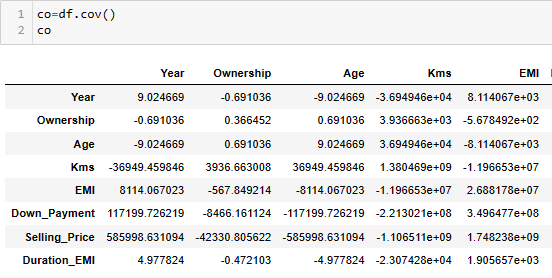 1 co=df.cov()
2 co
Year Ownership Age Kms EMI
Year 9.024669 -0.691036 -9.024669 -3.694946e+04 8.114067e+03
Ownership -0.691036 0.366452 0.691036 3.936663e+03 -5.678492e+02
Age -9.024669 0.691036 9.024669 3.694946e+04 -8.114067e+03
Kms -36949.459846 3936.663008 36949.459846 1.380469e+09 -1.196653e+07
EMI 8114.067023 -567.849214 -8114.067023 -1.196653e+07 2.688178e+07
Down_Payment 117199.726219 -8466.161124 -117199.726219 -2.213021e+08 3.496477e+08
Selling_Price 585998.631094 -42330.805622 -585998.631094 -1.106511e+09 1.748238e+09
Duration_EMI 4.977824 -0.472103 -4.977824 -2.307428e+04 1.905657e+03